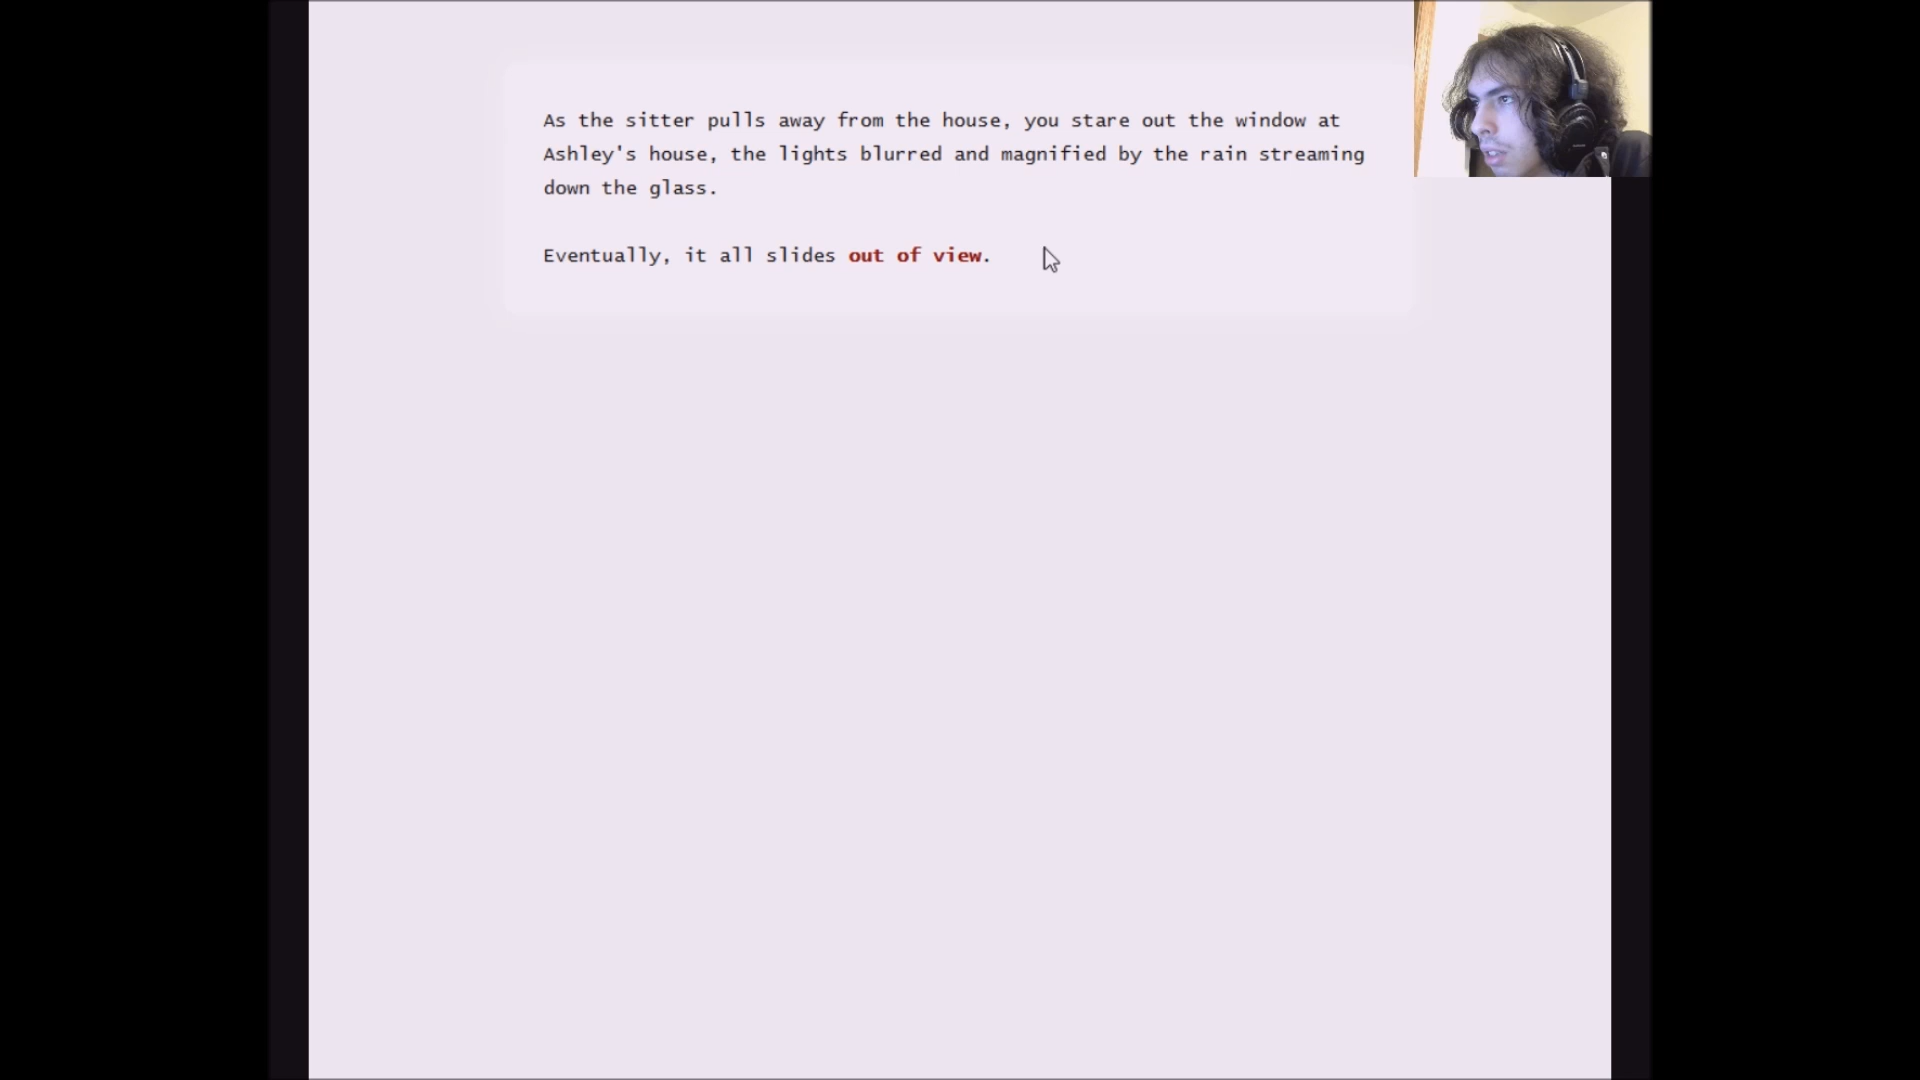 As the sitter pulls away from the house, you stare out the window at
Ashley's house, the lights blurred and magnified by the rain streaming
down the glass.
Eventually, it all slides out of view.